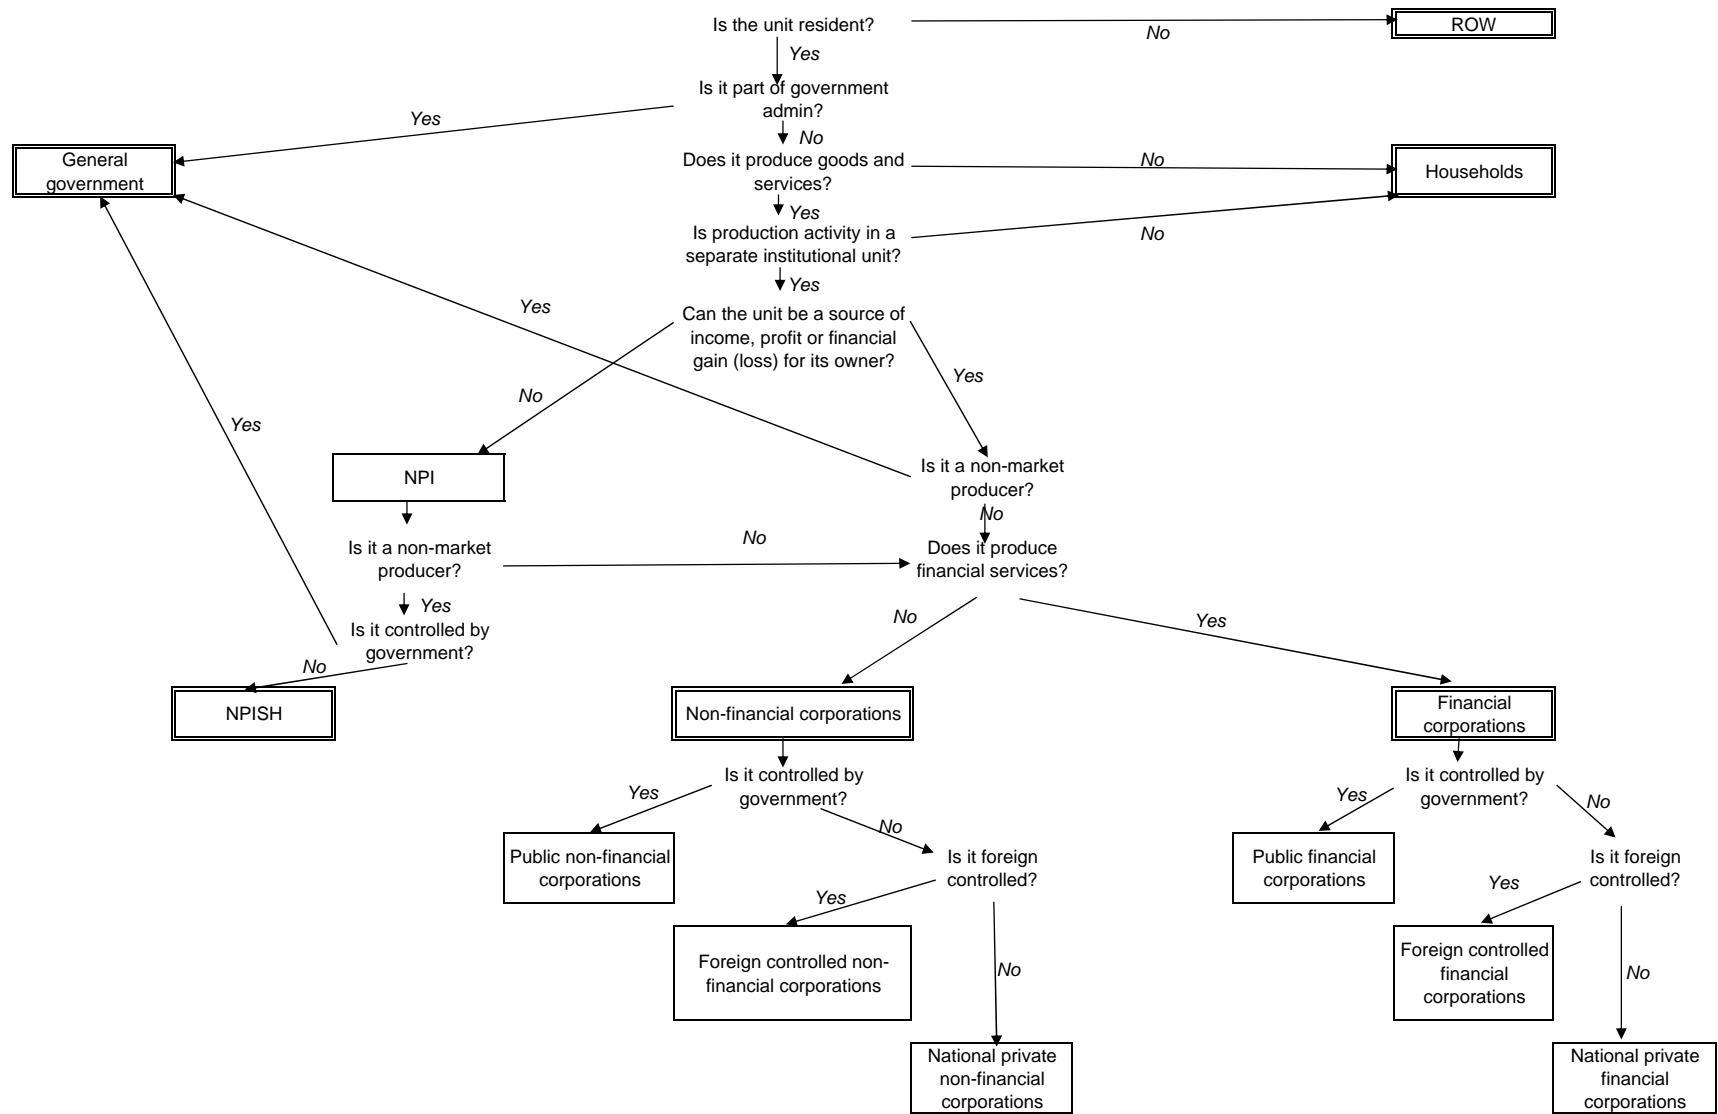 Is the unit resident?
No
ROW
Yes
Is it part of government
admin?
Yes
No
General
government
Does it produce goods and
services?
No
Households
Yes
Is production activity in a
separate institutional unit?
No
Yes
Can the unit be a source of
income, profit or financial
gain (loss) for its owner?
Yes
Yes
No
Yes
NPI
Is it a non-market
producer?
No
Is it a non-market
producer?
No
Does it produce
financial services?
Yes
Is it controlled by
government?
No
No
Yes
NPISH
Non-financial corporations
Financial
corporations
Is it controlled by
government?
Yes
No
Is it controlled by
government?
Yes
No
Public non-financial
corporations
Is it foreign
controlled?
Public financial
corporations
Is it foreign
controlled?
Yes
Yes
Foreign controlled non-
financial corporations
No
Foreign controlled
financial
corporations
No
National private
non-financial
corporations
National private
financial
corporations